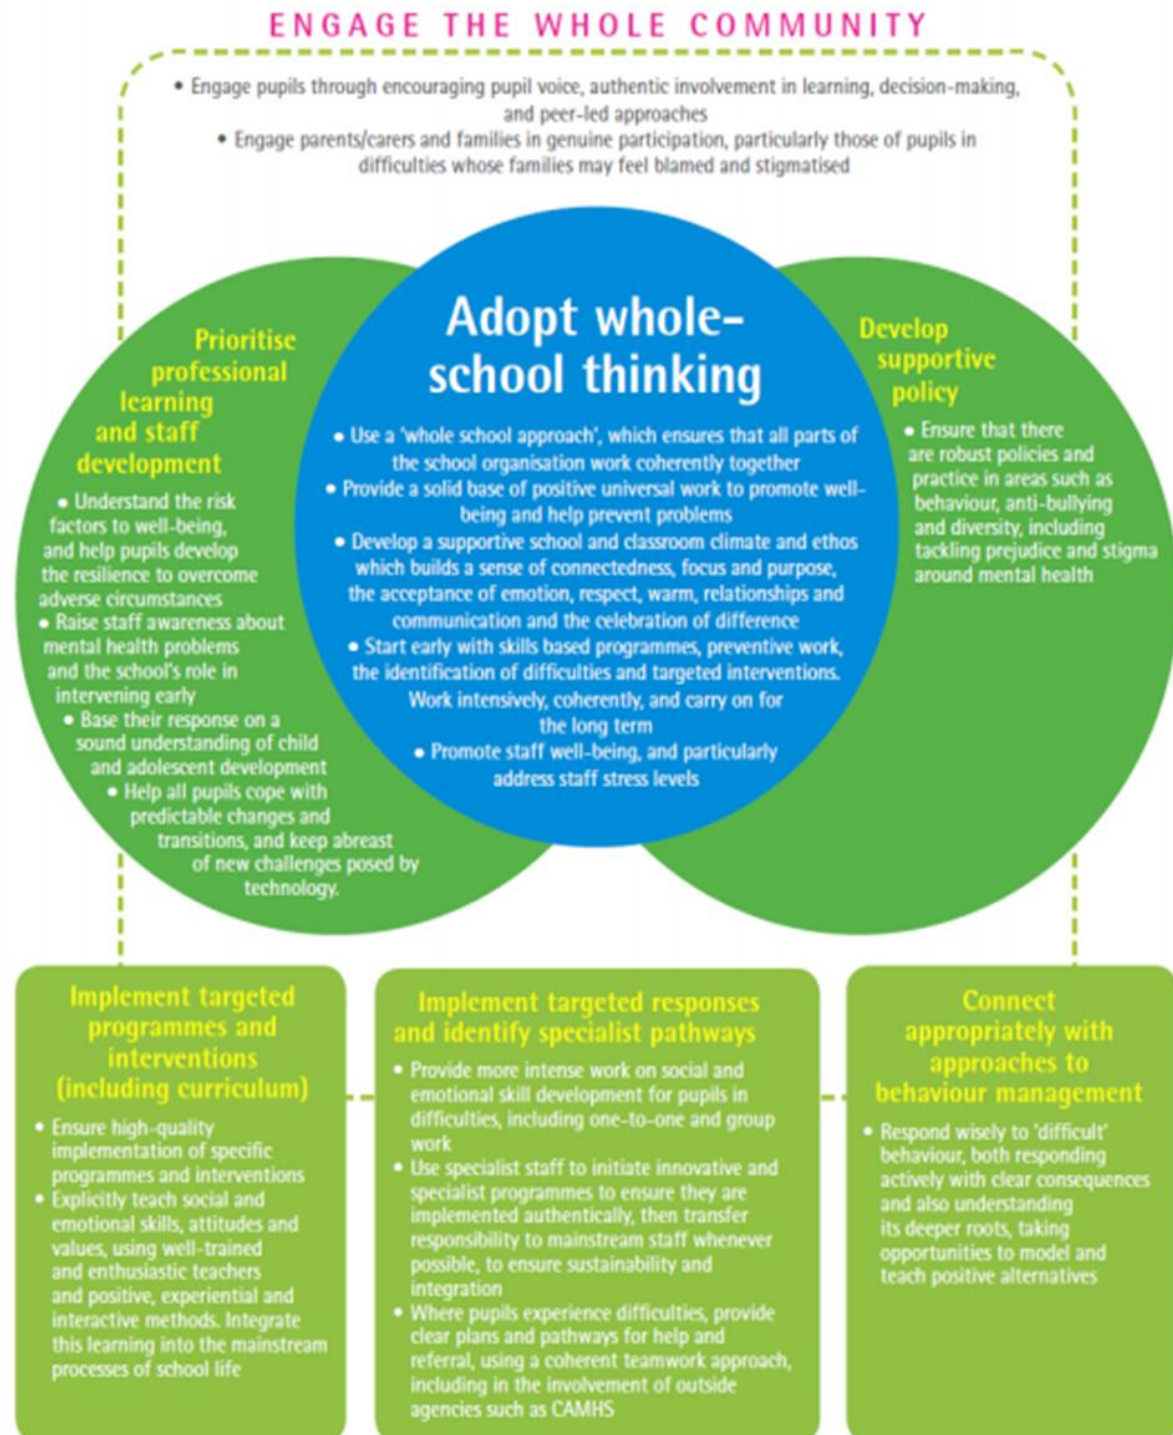 ENGAGE THE WHOLE COMMUNITY
• Engage pupils through encouraging pupil voice, authentic involvement in learning, decision-making,
and peer-led approaches
• Engage parents/carers and families in genuine participation, particularly those of pupils in
difficulties whose families may feel blamed and stigmatised
Prioritise
professional
learning
and staff
development
• Understand the risk
factors to well-being,
and help pupils develop
the resilience to overcome
adverse circumstances
• Raise staff awareness about
mental health problems
and the school's role in
intervening early
• Base their response on a
sound understanding of child
and adolescent development
• Help all pupils cope with
predictable changes and
transitions, and keep abreast
of new challenges posed by
technology.
Adopt whole-
school thinking
• Use a 'whole school approach', which ensures that all parts of
the school organisation work coherently together
• Provide a solid base of positive universal work to promote well-
being and help prevent problems
• Develop a supportive school and classroom climate and ethos
which builds a sense of connectedness, focus and purpose,
the acceptance of emotion, respect, warm, relationships and
communication and the celebration of difference
• Start early with skills based programmes, preventive work,
the identification of difficulties and targeted interventions.
Work intensively, coherently, and carry on for
the long term
• Promote staff well-being, and particularly
address staff stress levels
Develop
supportive
policy
• Ensure that there
are robust policies and
practice in areas such as
behaviour, anti-bullying
and diversity, including
tackling prejudice and stigma
around mental health
Implement targeted
programmes and
interventions
(including curriculum)
• Ensure high-quality
implementation of specific
programmes and interventions
• Explicitly teach social and
emotional skills, attitudes and
values, using well-trained
and enthusiastic teachers
and positive, experiential and
interactive methods. Integrate
this learning into the mainstream
processes of school life
Implement targeted responses
and identify specialist pathways
• Provide more intense work on social and
emotional skill development for pupils in
difficulties, including one-to-one and group
work
• Use specialist staff to initiate innovative and
specialist programmes to ensure they are
implemented authentically, then transfer
responsibility to mainstream staff whenever
possible, to ensure sustainability and
integration
• Where pupils experience difficulties, provide
clear plans and pathways for help and
referral, using a coherent teamwork approach,
including in the involvement of outside
agencies such as CAMHS
Connect
appropriately with
approaches to
behaviour management
• Respond wisely to 'difficult'
behaviour, both responding
actively with clear consequences
and also understanding
its deeper roots, taking
opportunities to model and
teach positive alternatives